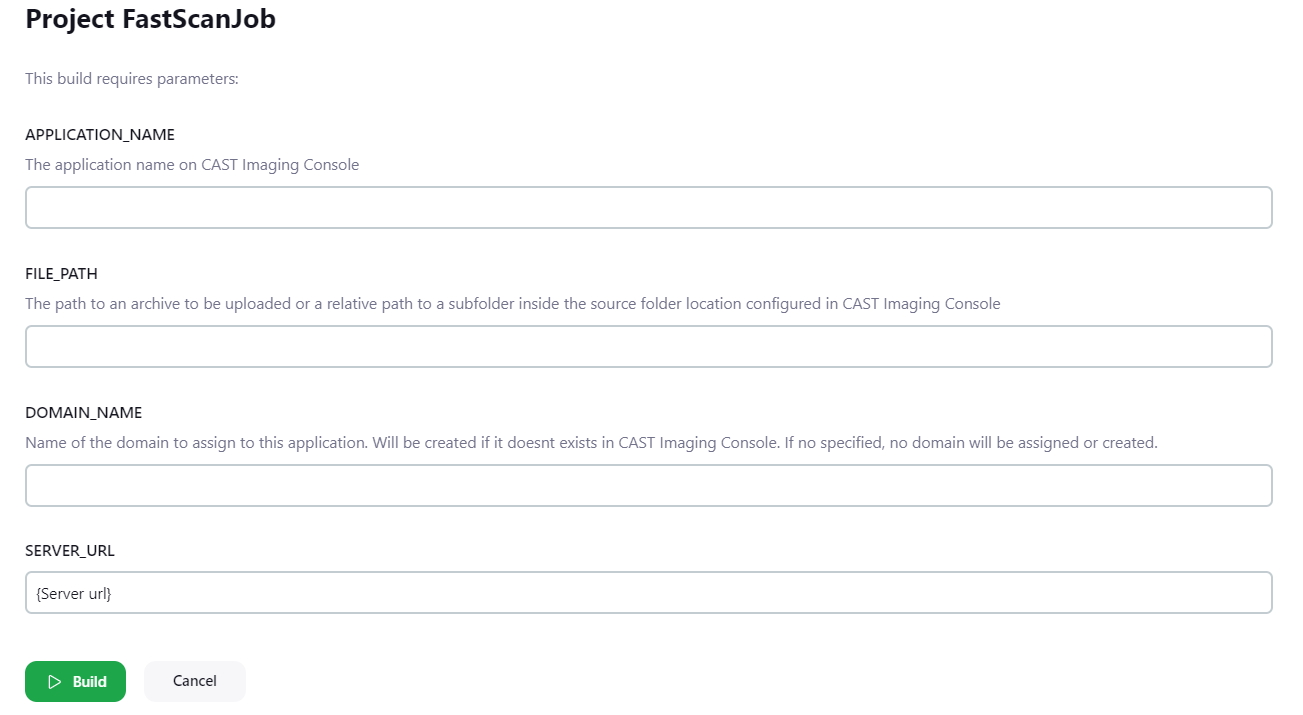 Project FastScanJob
This build requires parameters:
APPLICATION_NAME
The application name on CAST Imaging Console
FILE_PATH
The path to an archive to be uploaded or a relative path to a subfolder inside the source folder location configured in CAST Imaging Console
DOMAIN_NAME
Name of the domain to assign to this application. Will be created if it doesnt exists in CAST Imaging Console. If no specified, no domain will be assigned or created.
SERVER_URL
{Server url}
Build Cancel